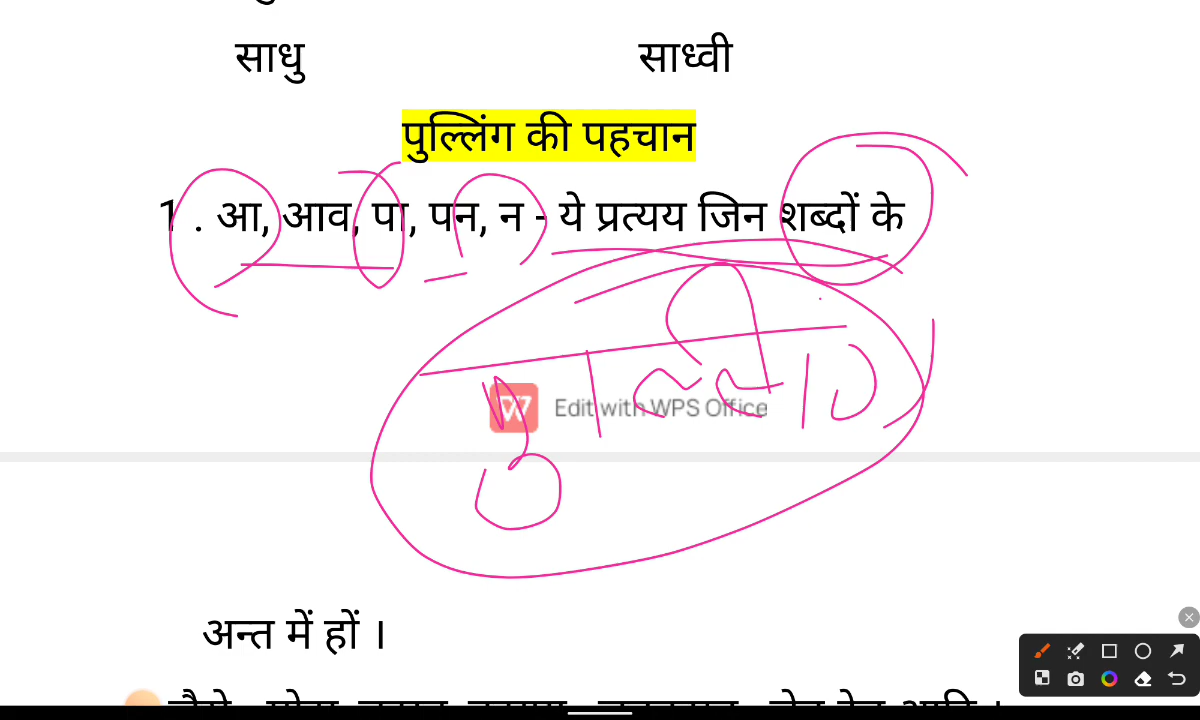 साधु साध्वी
पुल्लिंग की पहचान
1 . आ, आव, पा, पन, न - ये प्रत्यय जिन शब्दों के
Edit with WPS Office
अन्त में हों ।